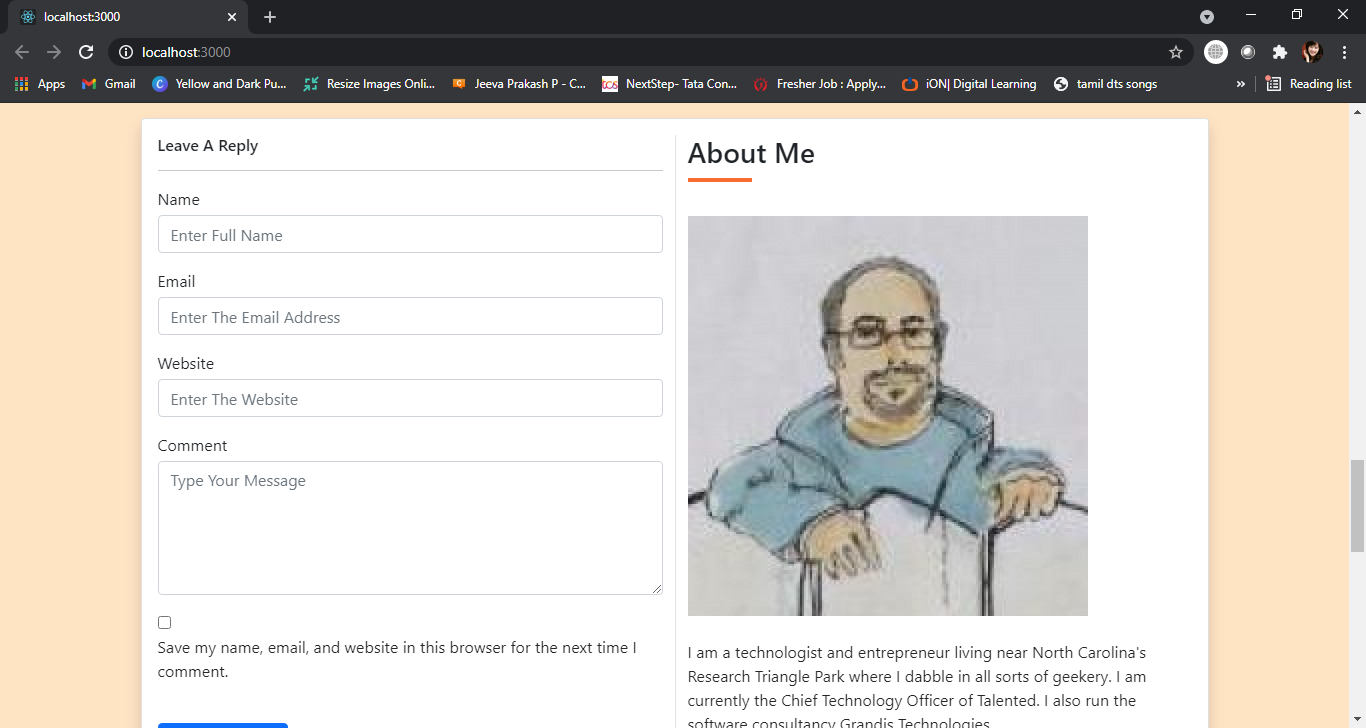 localhost:3000
localhost:3000
Apps
Gmail
Yellow and Dark Pu...
Resize Images Onli...
Jeeva Prakash P - C...
NextStep- Tata Con...
Fresher Job : Apply...
iON| Digital Learning
tamil dts songs
»
Reading list
Leave A Reply
Name
Enter Full Name
Email
Enter The Email Address
Website
Enter The Website
Comment
Type Your Message
Save my name, email, and website in this browser for the next time I
comment.
About Me
I am a technologist and entrepreneur living near North Carolina's
Research Triangle Park where I dabble in all sorts of geekery. I am
currently the Chief Technology Officer of Talented. I also run the
software consultancy Grandis Technologies.